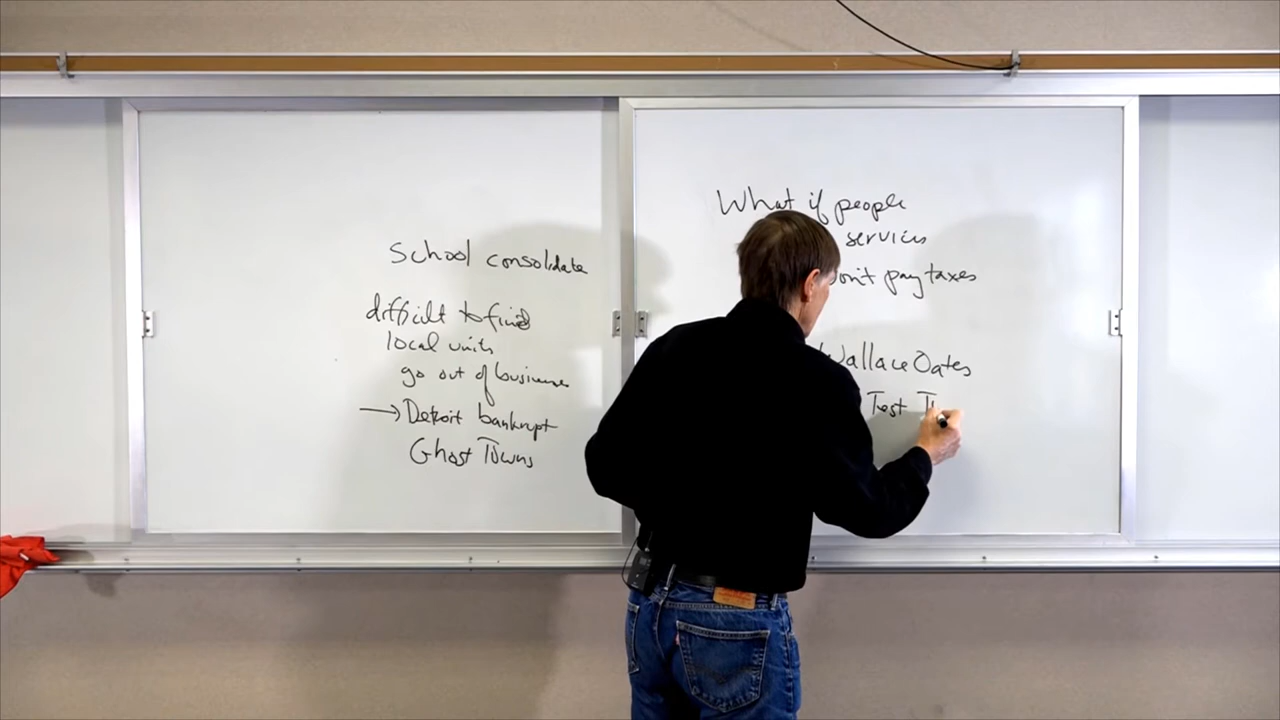 School consolidate
difficult to find
local units
go out of business
→ Detroit bankrupt
Ghost Towns
What if people
services
on't pay taxes
Wallace Oates
Test